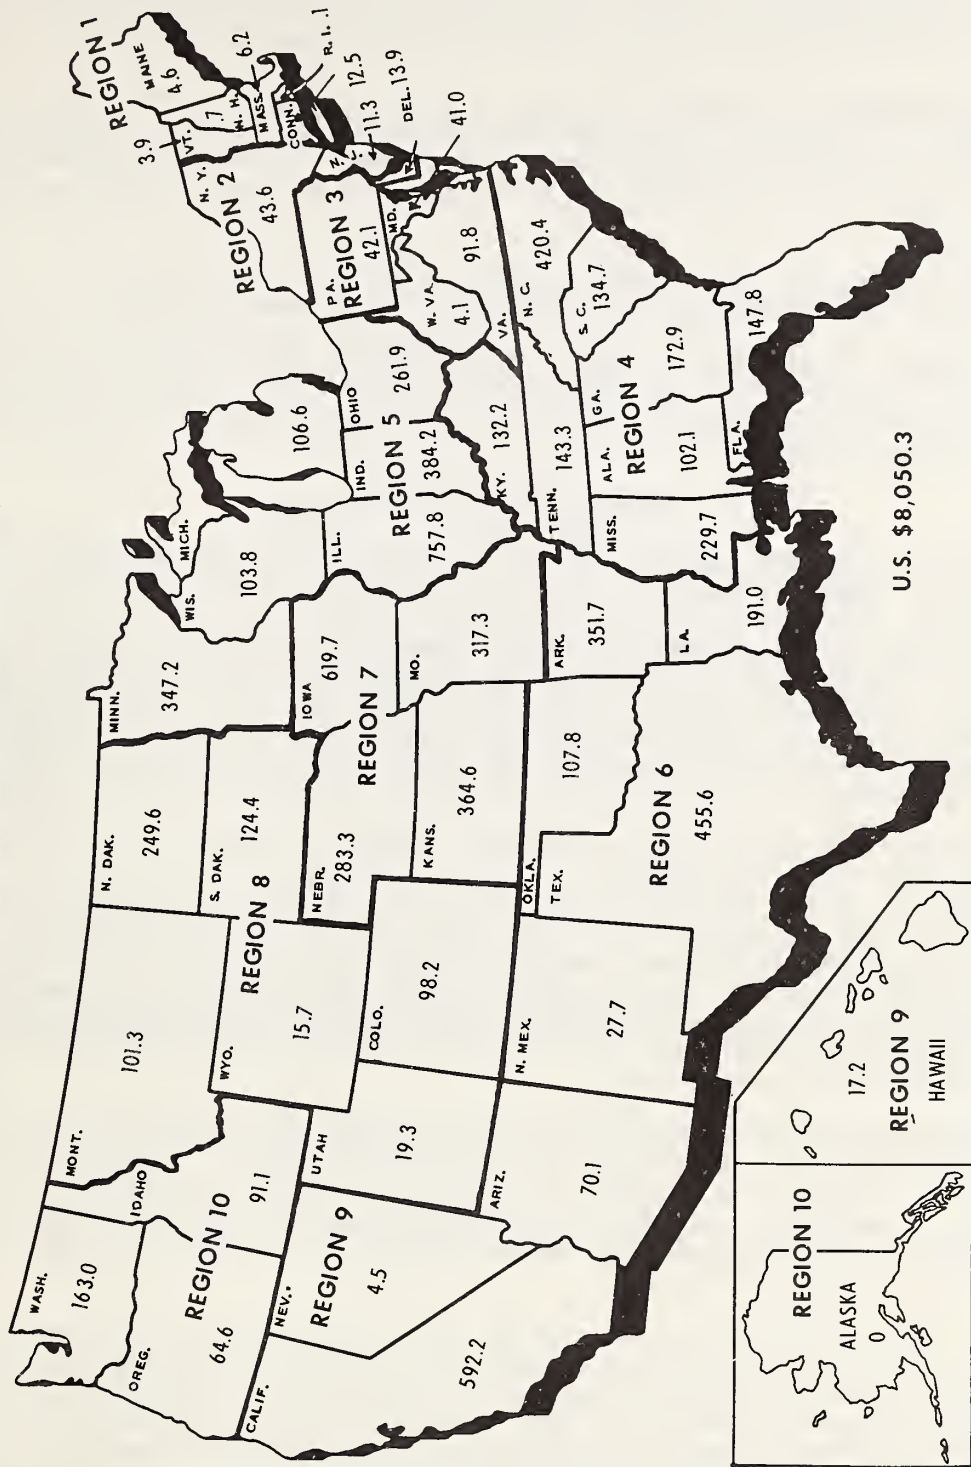 REGION 1
MAINE
4.6
3.9
VT.
.7
N. H.
MASS.
6.2
R. I. .1
CONN.
12.5
N. Y.
REGION 2
43.6
N. J.
11.3
DEL. 13.9
PA.
REGION 3
42.1
MD.
41.0
W. VA.
4.1
91.8
VA.
N. C.
420.4
S. C.
134.7
GA.
172.9
REGION 4
ALA.
102.1
FLA.
147.8
TENN.
143.3
KY.
132.2
MISS.
229.7
OHIO
261.9
IND.
384.2
REGION 5
ILL.
757.8
MICH.
106.6
WIS.
103.8
MINN.
347.2
IOWA
619.7
REGION 7
MO.
317.3
ARK.
351.7
LA.
191.0
N. DAK.
249.6
S. DAK.
124.4
REGION 8
NEBR.
283.3
KANS.
364.6
OKLA.
107.8
TEX.
REGION 6
455.6
MONT.
101.3
WYO.
15.7
COLO.
98.2
N. MEX.
27.7
IDAHO
91.1
REGION 10
UTAH
19.3
ARIZ.
70.1
WASH.
163.0
OREG.
64.6
NEV.
REGION 9
4.5
CALIF.
592.2
REGION 10
ALASKA
0
17.2
REGION 9
HAWAII
U.S. $8,050.3